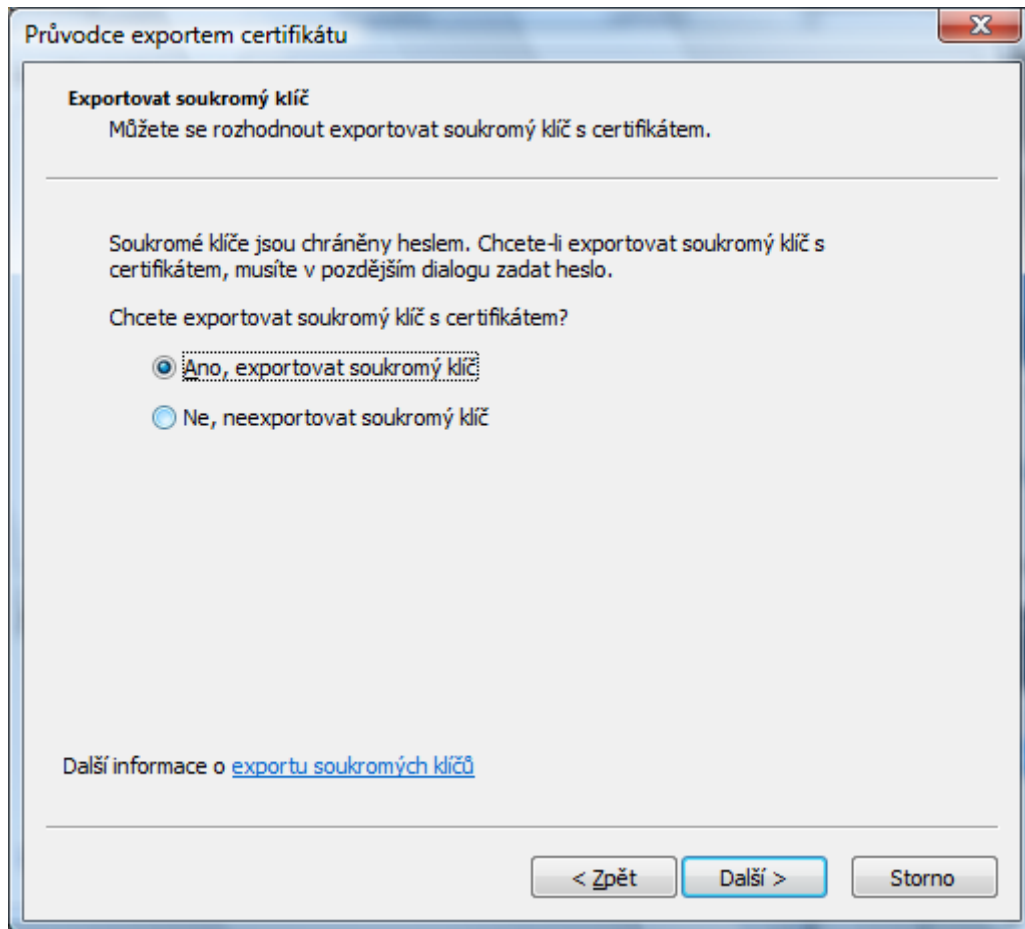 Průvodce exportem certifikátu
Exportovat soukromý klíč
Můžete se rozhodnout exportovat soukromý klíč s certifikátem.
Soukromé klíče jsou chráněny heslem. Chcete-li exportovat soukromý klíč s
certifikátem, musíte v pozdějším dialogu zadat heslo.
Chcete exportovat soukromý klíč s certifikátem?
Ano, exportovat soukromý klíč
Ne, neexportovat soukromý klíč
Další informace o exportu soukromých klíčů
< Zpět Další > Storno